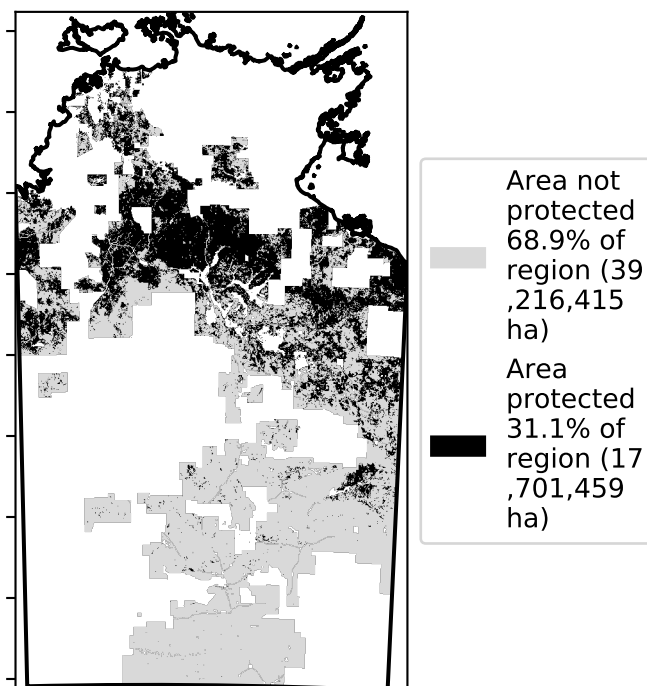 Area not
protected
68.9% of
region (39
,216,415
ha)
Area
protected
31.1% of
region (17
,701,459
ha)